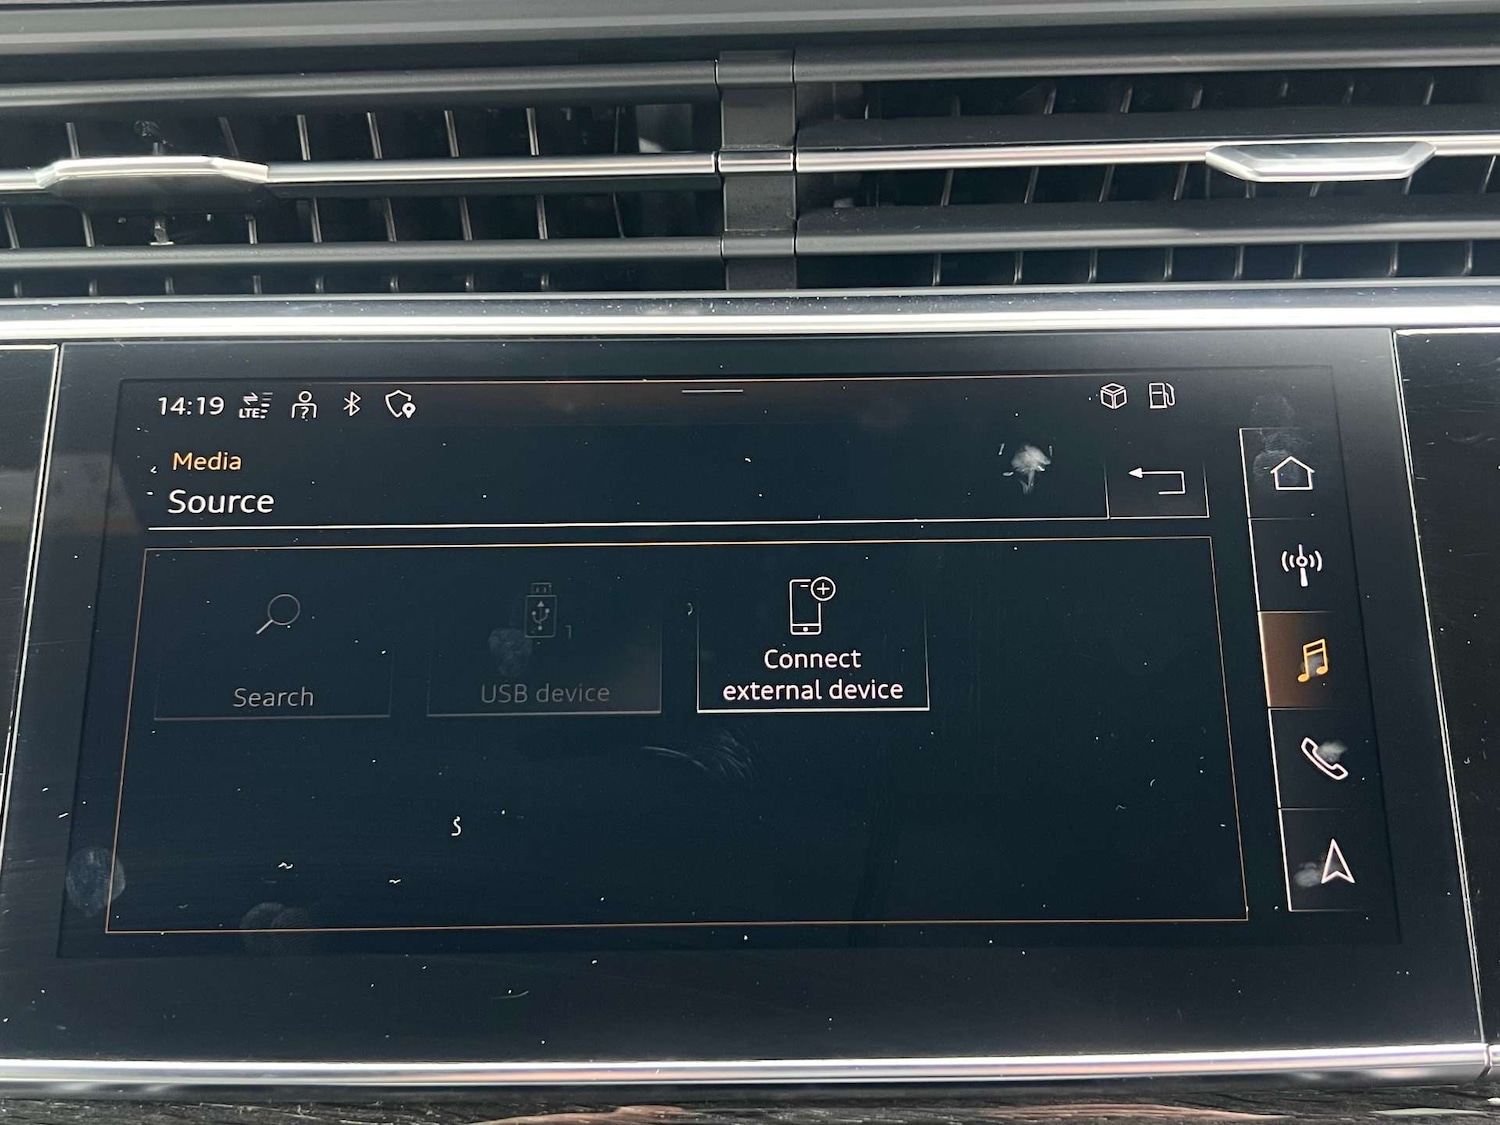 14:19 LTE
Media
Source
1
Search
USB device
Connect
external device